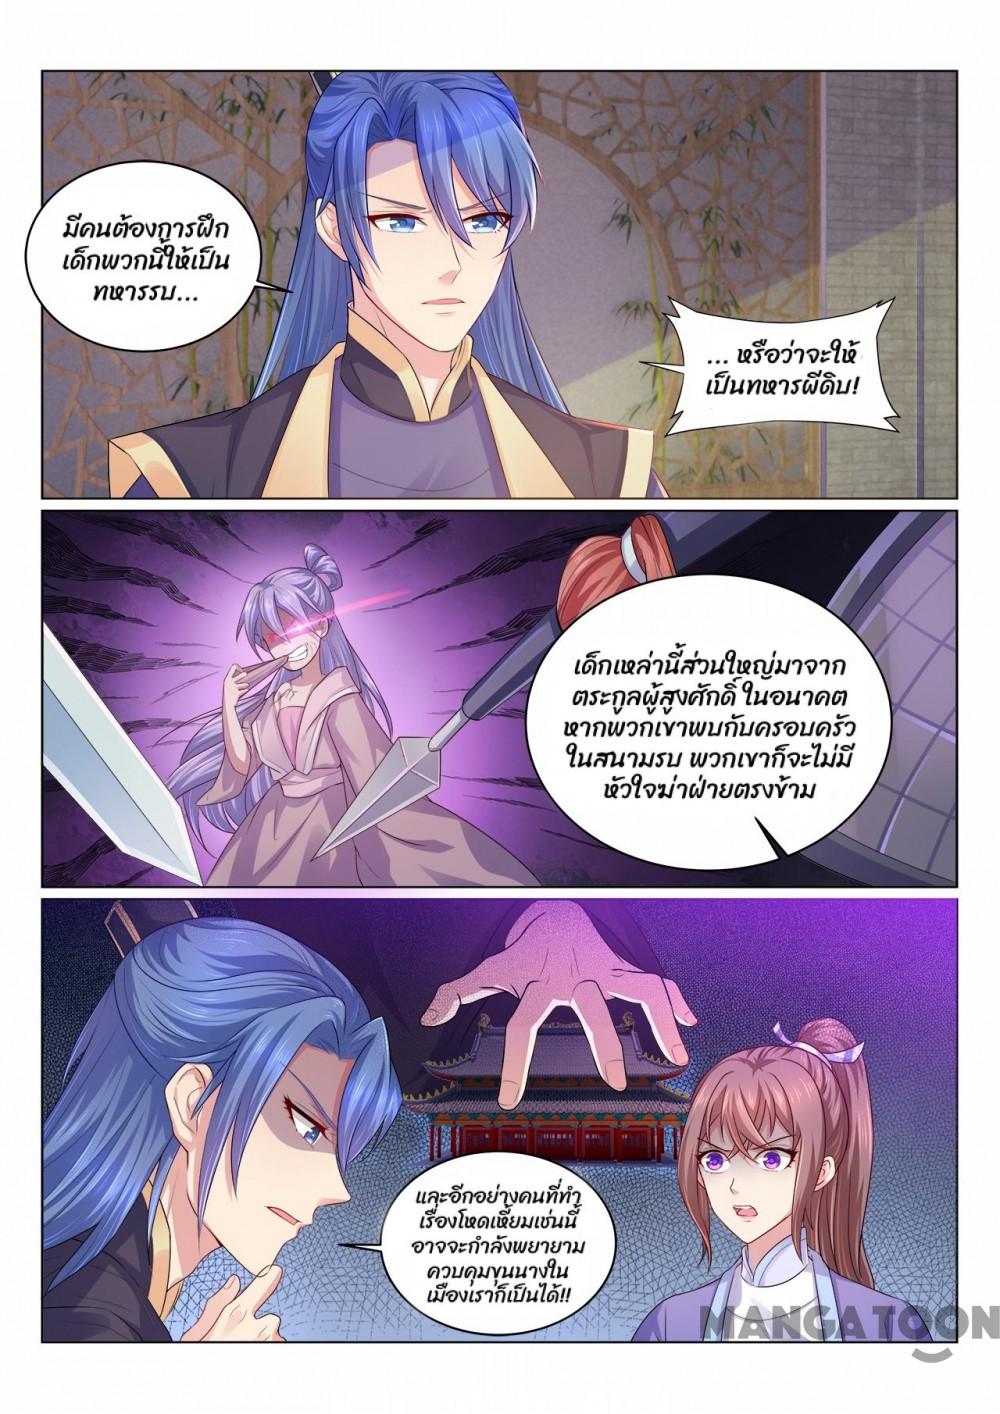 มีคนต้องการฝึก
เด็กพวกนี้ให้เป็น
ทหารรบ...
... หรือว่าจะให้
เป็นทหารผีดิบ!
เด็กเหล่านี้ส่วนใหญ่มาจาก
ตระกูลผู้สูงศักดิ์ ในอนาคต
หากพวกเขาพบกับครอบครัว
ในสนามรบ พวกเขาก็จะไม่มี
หัวใจฆ่าฝ่ายตรงข้าม
และอีกอย่างคนที่ทำ
เรื่องโหดเหี้ยมเช่นนี้
อาจจะกำลังพยายาม
ควบคุมขุนนางใน
เมืองเราก็เป็นได้!!
MANGATOON